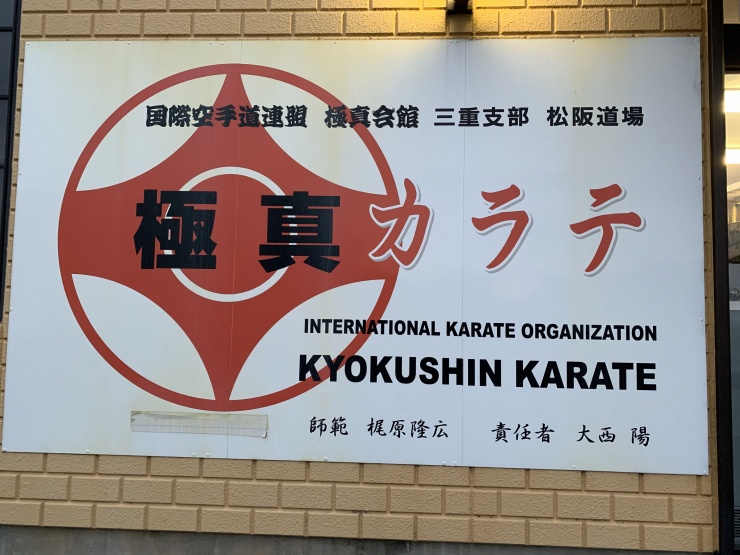 国際空手道連盟 極真会館 三重支部 松阪道場
極真カラテ
INTERNATIONAL KARATE ORGANIZATION
KYOKUSHIN KARATE
師範 梶原隆広 責任者 大西 陽